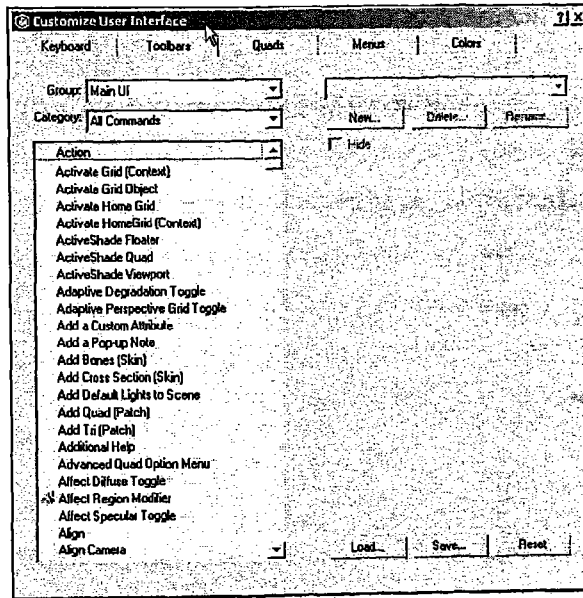 Customize User Interface
Keyboard Toolbars Quads Menus Colors
Group: Main UI
Category: All Commands
New... Delete... Rename...
Hide
Action
Activate Grid (Context)
Activate Grid Object
Activate Home Grid
Activate HomeGrid (Context)
ActiveShade Floater
ActiveShade Quad
ActiveShade Viewport
Adaptive Degradation Toggle
Adaptive Perspective Grid Toggle
Add a Custom Attribute
Add a Pop-up Note
Add Bones (Skin)
Add Cross Section (Skin)
Add Default Lights to Scene
Add Quad (Patch)
Add Tri (Patch)
Additional Help
Advanced Quad Option Menu
Affect Diffuse Toggle
Affect Region Modifier
Affect Specular Toggle
Align
Align Camera
Load... Save... Reset